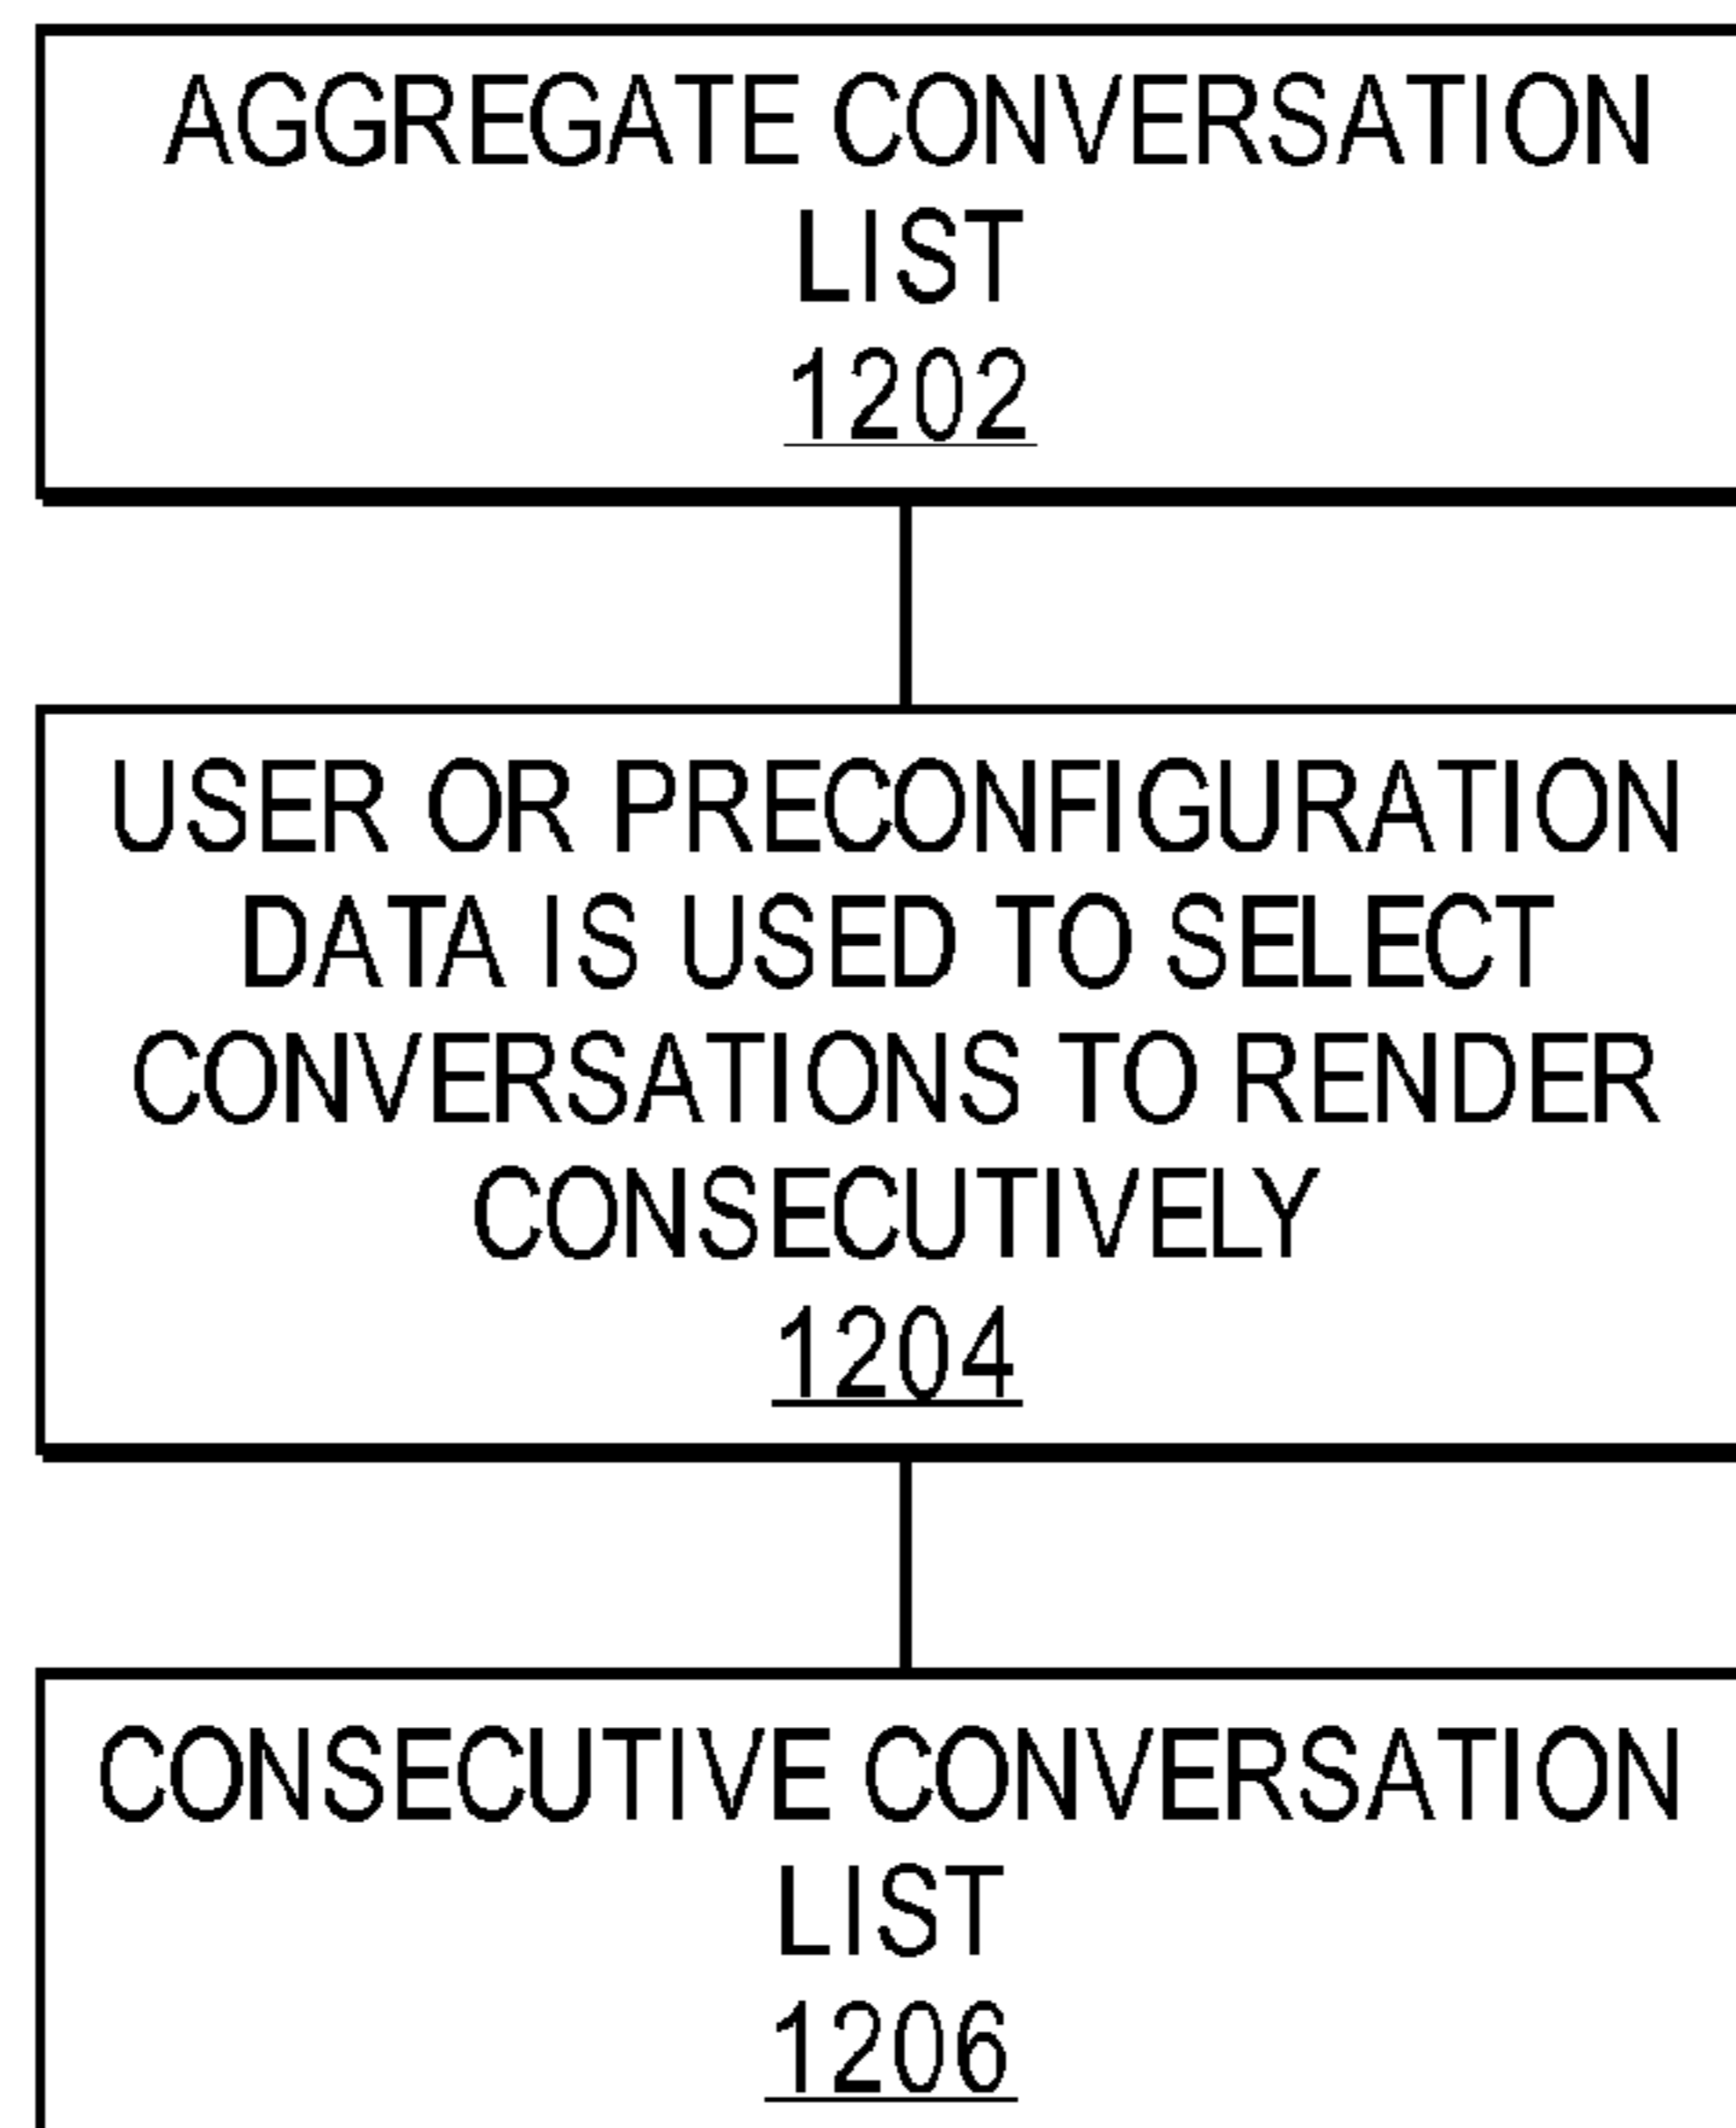 AGGREGATE CONVERSATION
LIST
1202
USER OR PRECONFIGURATION
DATA IS USED TO SELECT
CONVERSATIONS TO RENDER
CONSECUTIVELY
1204
CONSECUTIVE CONVERSATION
LIST
1206